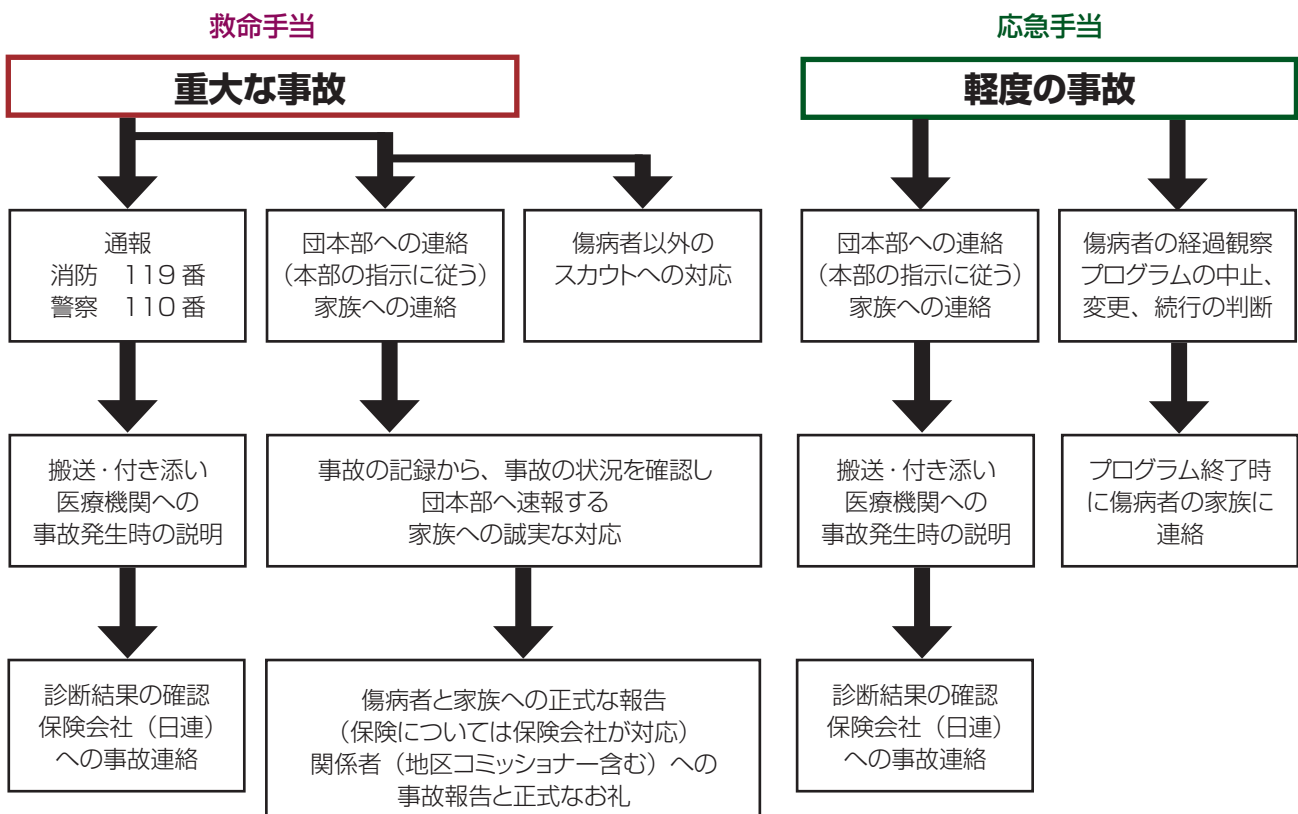 救命手当
重大な事故
通報
消防　119番
警察　110番
団本部への連絡
（本部の指示に従う）
家族への連絡
傷病者以外の
スカウトへの対応
搬送・付き添い
医療機関への
事故発生時の説明
事故の記録から、事故の状況を確認し
団本部へ速報する
家族への誠実な対応
診断結果の確認
保険会社（日連）
への事故連絡
傷病者と家族への正式な報告
（保険については保険会社が対応）
関係者（地区コミッショナー含む）への
事故報告と正式なお礼
応急手当
軽度の事故
団本部への連絡
（本部の指示に従う）
家族への連絡
傷病者の経過観察
プログラムの中止、
変更、続行の判断
搬送・付き添い
医療機関への
事故発生時の説明
プログラム終了時
に傷病者の家族に
連絡
診断結果の確認
保険会社（日連）
への事故連絡